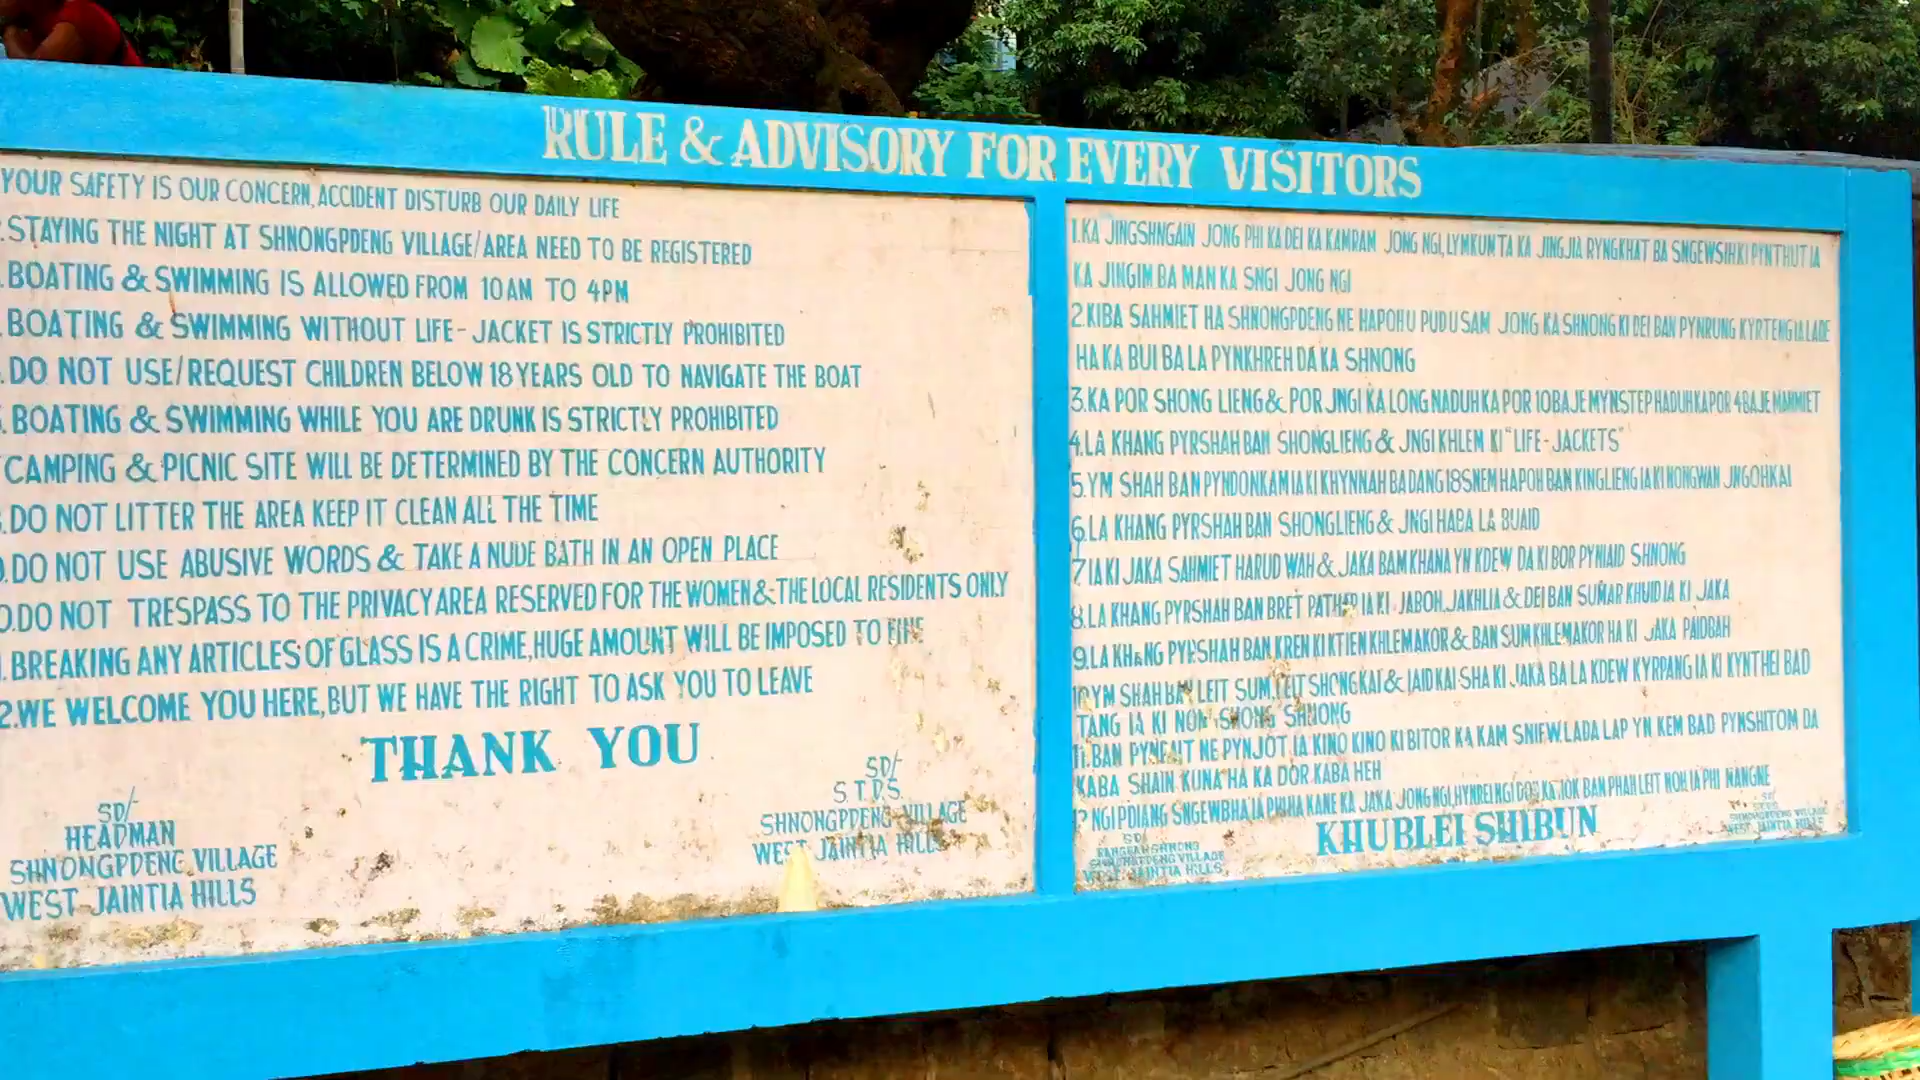 RULE & ADVISORY FOR EVERY VISITORS
YOUR SAFETY IS OUR CONCERN, ACCIDENT DISTURB OUR DAILY LIFE
.STAYING THE NIGHT AT SHNONGPDENG VILLAGE/AREA NEED TO BE REGISTERED
.BOATING & SWIMMING IS ALLOWED FROM 10AM TO 4PM
.BOATING & SWIMMING WITHOUT LIFE-JACKET IS STRICTLY PROHIBITED
.DO NOT USE/REQUEST CHILDREN BELOW 18 YEARS OLD TO NAVIGATE THE BOAT
.BOATING & SWIMMING WHILE YOU ARE DRUNK IS STRICTLY PROHIBITED
CAMPING & PICNIC SITE WILL BE DETERMINED BY THE CONCERN AUTHORITY
.DO NOT LITTER THE AREA KEEP IT CLEAN ALL THE TIME
.DO NOT USE ABUSIVE WORDS & TAKE A NUDE BATH IN AN OPEN PLACE
0.DO NOT TRESPASS TO THE PRIVACY AREA RESERVED FOR THE WOMEN & THE LOCAL RESIDENTS ONLY
.BREAKING ANY ARTICLES OF GLASS IS A CRIME, HUGE AMOUNT WILL BE IMPOSED TO FINE
2.WE WELCOME YOU HERE, BUT WE HAVE THE RIGHT TO ASK YOU TO LEAVE
THANK YOU
SD/-
HEADMAN
SHNONGPDENG VILLAGE
WEST JAINTIA HILLS
SD/-
S.T.D.S.
SHNONGPDENG VILLAGE
WEST JAINTIA HILLS
1.KA JINGSHNGAIN JONG PHI KA DEI KA KAMRAM JONG NGI, LYMKUN TA KA JINGJIA RYNGKHAT BA SNGEWSIH KI PYNTHUT IA
KA JINGIM BA MAN KA SNGI JONG NGI
2.KIBA SAHMIET HA SHNONGPDENG NE HAPOH U PUD U SAM JONG KA SHNONG KI DEI BAN PYNRUNG KYRTENG IA LADE
HA KA BUI BA LA PYNKHREH DA KA SHNONG
3.KA POR SHONG LIENG & POR JNGI KA LONG NADUH KA POR 10 BAJE MYNSTEP HADUH KA POR 4 BAJE MANMIET
4.LA KHANG PYRSHAH BAN SHONGLIENG & JNGI KHLEM KI "LIFE-JACKETS"
5.YM SHAH BAN PYNDONKAM IA KI KHYNNAH BA DANG 18 SNEM HAPOH BAN KINGLIENG IA KI NONGWAN JNGOHKAI
6.LA KHANG PYRSHAH BAN SHONGLIENG & JNGI HABA LA BUAID
7.IA KI JAKA SAHMIET HARUD WAH & JAKA BAM KHANA YN KDEW DA KI BOR PYNIAID SHNONG
8.LA KHANG PYRSHAH BAN BRET PATHER IA KI JABOH, JAKHLIA & DEI BAN SUMAR KHUID IA KI JAKA
9.LA KHANG PYRSHAH BAN KREN KI KTIEN KHLEM AKOR & BAN SUM KHLEM AKOR HA KI JAKA PAIDBAH
10.YM SHAH BAN LEIT SUM, LEIT SHONGKAI & IAID KAI SHA KI JAKA BA LA KDEW KYRPANG IA KI KYNTHEI BAD
TANG IA KI NONGSHONG SHNONG
11.BAN PYNPAIT NE PYNJOT IA KINO KINO KI BITOR KA KAM SNIEW, LADA LAP YN KEM BAD PYNSHITOM DA
KABA SHAIN KUNA HA KA DOR KABA HEH
NGI PDIANG SNGEWBHA IA PHI HA KANE KA JAKA JONG NGI, HYNREI NGI DON KA HOK BAN PHAH LEIT NOH IA PHI NANGNE
KHUBLEI SHIBUN
VILLAGE
JAINTIA HILLS
WEST JAINTIA HILLS